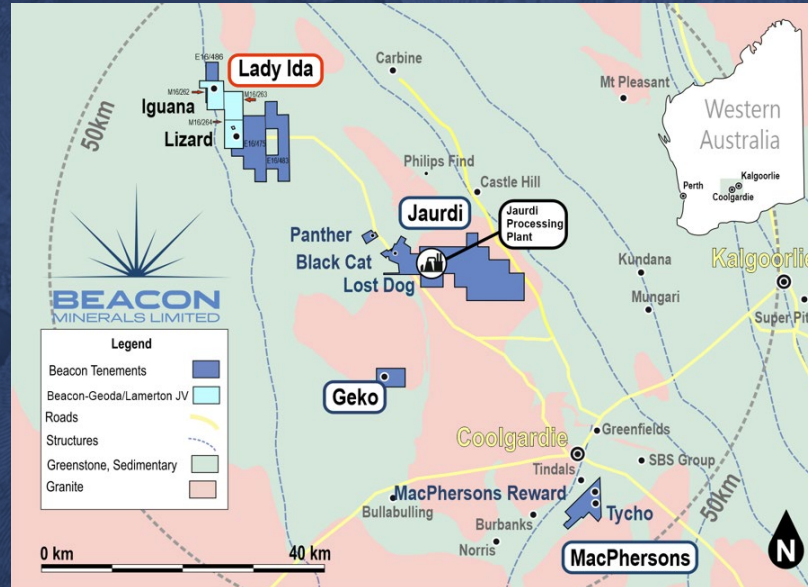 E16/486
Lady Ida
M16/262
M16/263
Iguana
M16/264
Lizard
E16/475
E16/483
50km
Carbine
Mt Pleasant
Western
Australia
Perth
Kalgoorlie
Coolgardie
Philips Find
Castle Hill
Jaurdi
Jaurdi
Processing
Plant
Panther
Black Cat
Lost Dog
Kundana
Kalgoorlie
Mungari
Super Pit
BEACON
MINERALS LIMITED
Legend
Beacon Tenements
Beacon-Geoda/Lamerton JV
Roads
Structures
Greenstone, Sedimentary
Granite
Geko
Coolgardie
Greenfields
Tindals
SBS Group
MacPhersons Reward
Bullabulling
Burbanks
Tycho
Norris
50km
MacPhersons
0 km
40 km
N